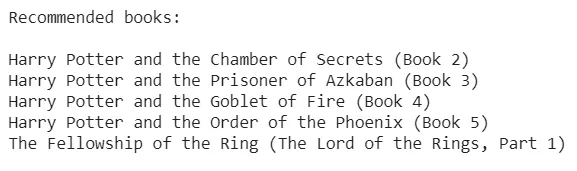 Recommended books:
Harry Potter and the Chamber of Secrets (Book 2)
Harry Potter and the Prisoner of Azkaban (Book 3)
Harry Potter and the Goblet of Fire (Book 4)
Harry Potter and the Order of the Phoenix (Book 5)
The Fellowship of the Ring (The Lord of the Rings, Part 1)